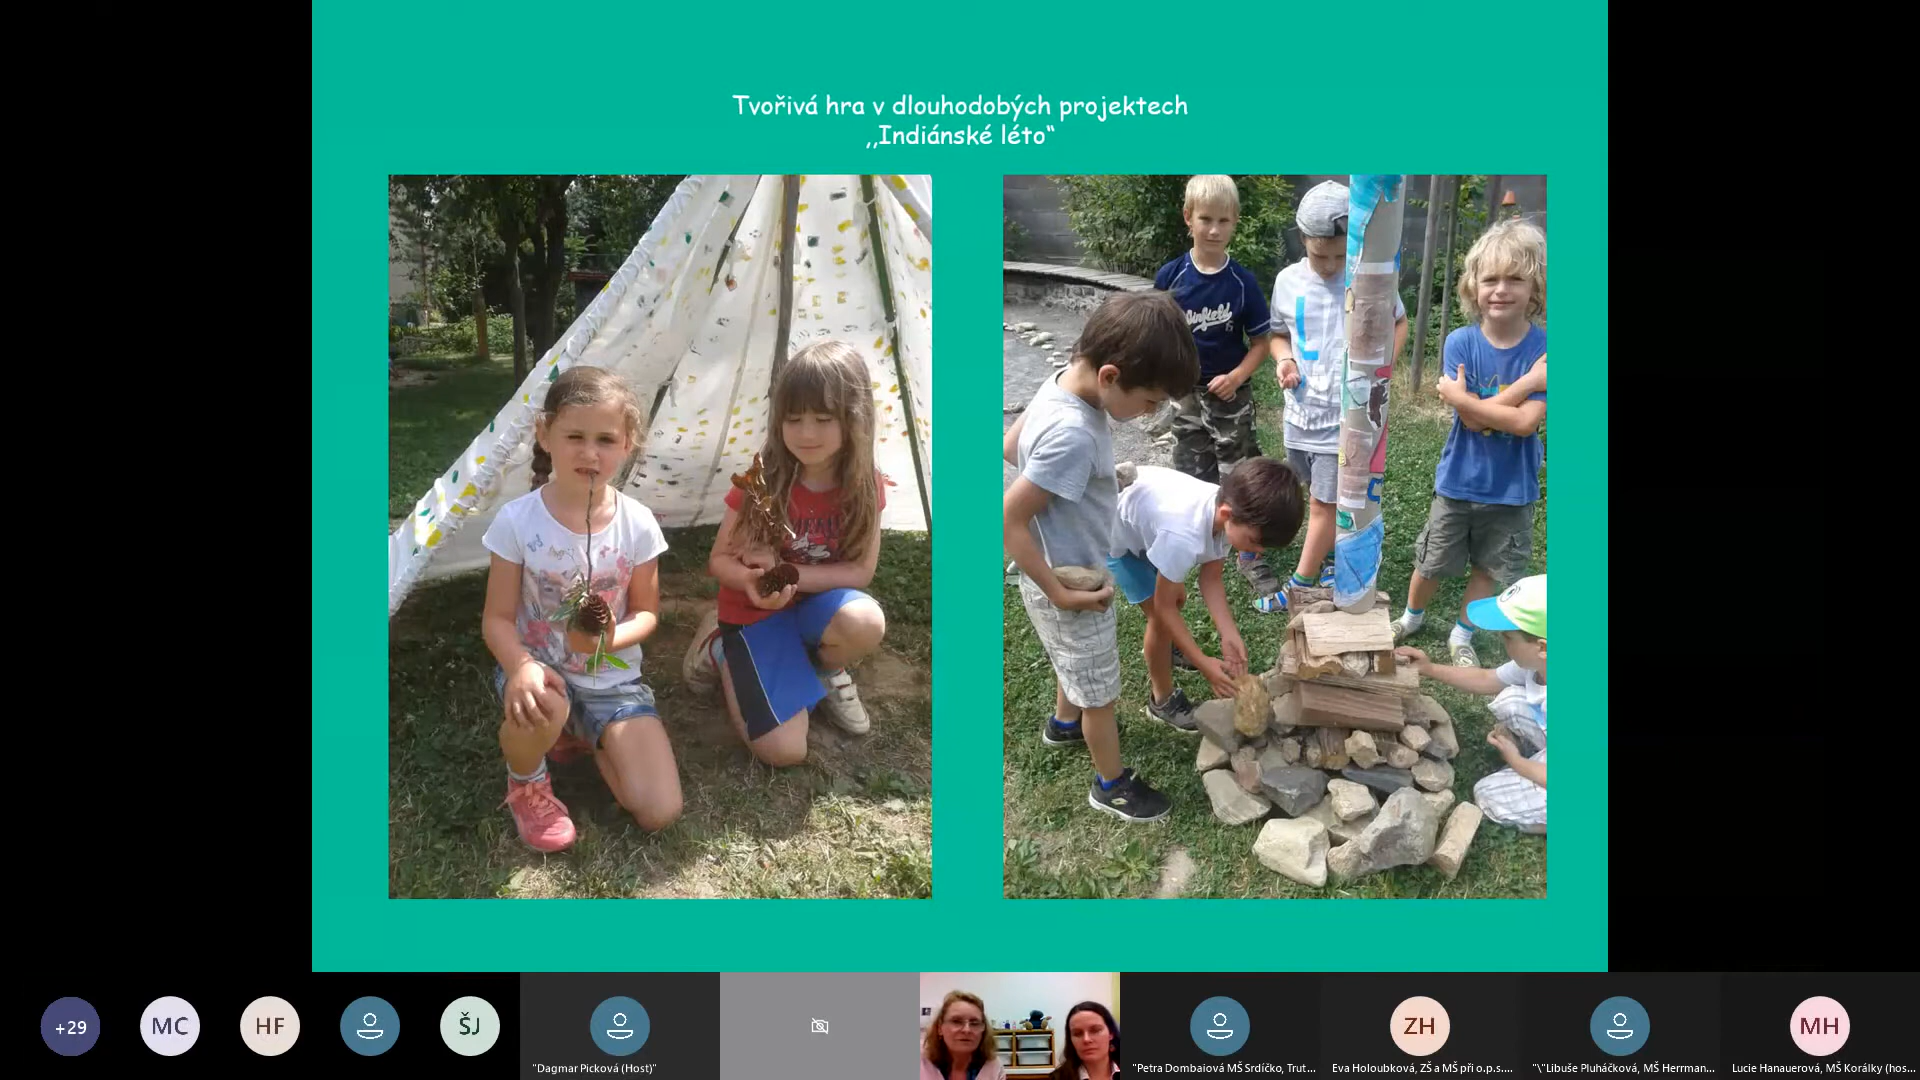 Tvořivá hra v dlouhodobých projektech
,,Indiánské léto“
+29
MC
HF
ŠJ
"Dagmar Picková (Host)"
"Petra Dombaiová MŠ Srdíčko, Trut...
ZH
Eva Holoubková, ZŠ a MŠ při o.p.s....
"\"Libuše Pluháčková, MŠ Herrman...
MH
Lucie Hanauerová, MŠ Korálky (hos...